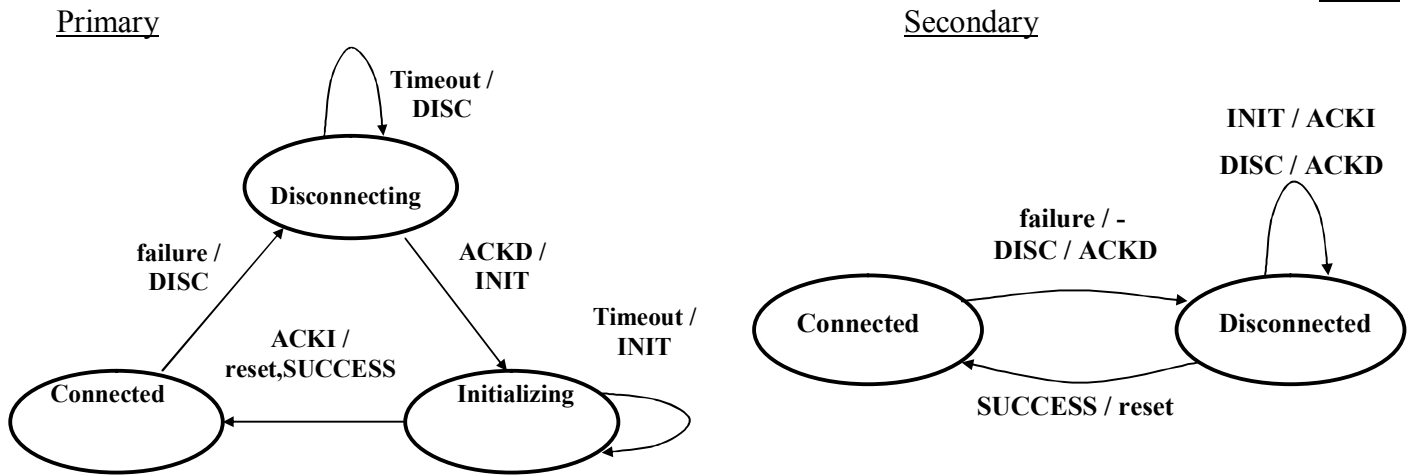 Primary
Secondary
Timeout /
DISC
Disconnecting
failure /
DISC
ACKD /
INIT
ACKI /
reset,SUCCESS
Timeout /
INIT
Connected
Initializing
INIT / ACKI
DISC / ACKD
failure / -
DISC / ACKD
Connected
Disconnected
SUCCESS / reset